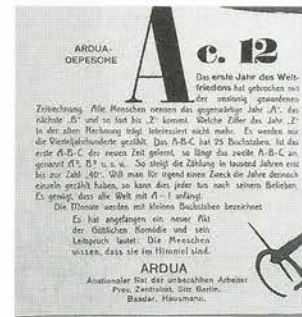 ARDUA-
DEPESCHE
A c. 12
Das erste Jahr des Welt-
friedens hat gebrochen mit
der unsinnig gewordenen
Zeitrechnung. Alle Menschen nennen das gegenwärtige Jahr „A“, das
nächste „B“ und so fort bis „Z“ kommt. Welche Ziffer das Jahr „Z“
in der alten Rechnung trägt, interessiert nicht mehr. Es werden nur
die Vierteljahrhunderte gezählt. Das A-B-C hat 25 Buchstaben. Ist das
erste A-B-C der neuen Zeit gelernt, so fängt das zweite A-B-C an,
genannt A², B² u. s. w. So steigt die Zählung in tausend Jahren erst
bis zur Zahl „40“. Will man für irgend einen Zweck die Jahre dennoch
einzeln gezählt haben, so kann dies jeder tun nach seinem Belieben.
Es genügt, dass alle Welt mit A—I anfängt.
Die Monate werden mit kleinen Buchstaben bezeichnet.
Es hat angefangen ein neuer Akt
der Göttlichen Komödie und sein
Leitspruch lautet: Die Menschen
wissen, dass sie im Himmel sind.
ARDUA
Anationaler Rat der unbezahlten Arbeiter
Prov. Zentralrat, Sitz Berlin.
Baader, Hausmann.